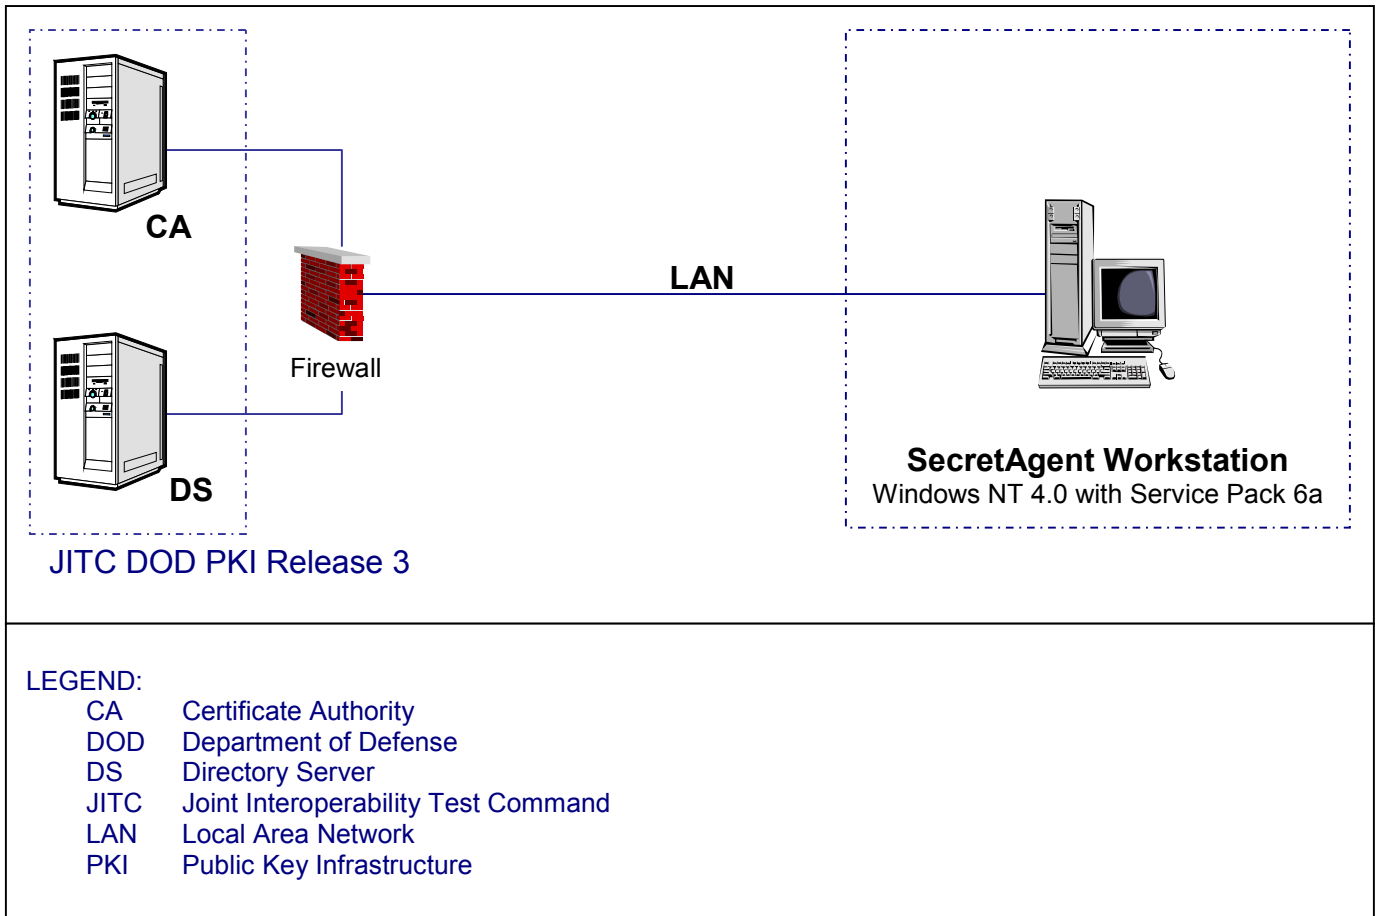 CA
LAN
Firewall
DS
SecretAgent Workstation
Windows NT 4.0 with Service Pack 6a
JITC DOD PKI Release 3
LEGEND:
CA Certificate Authority
DOD Department of Defense
DS Directory Server
JITC Joint Interoperability Test Command
LAN Local Area Network
PKI Public Key Infrastructure